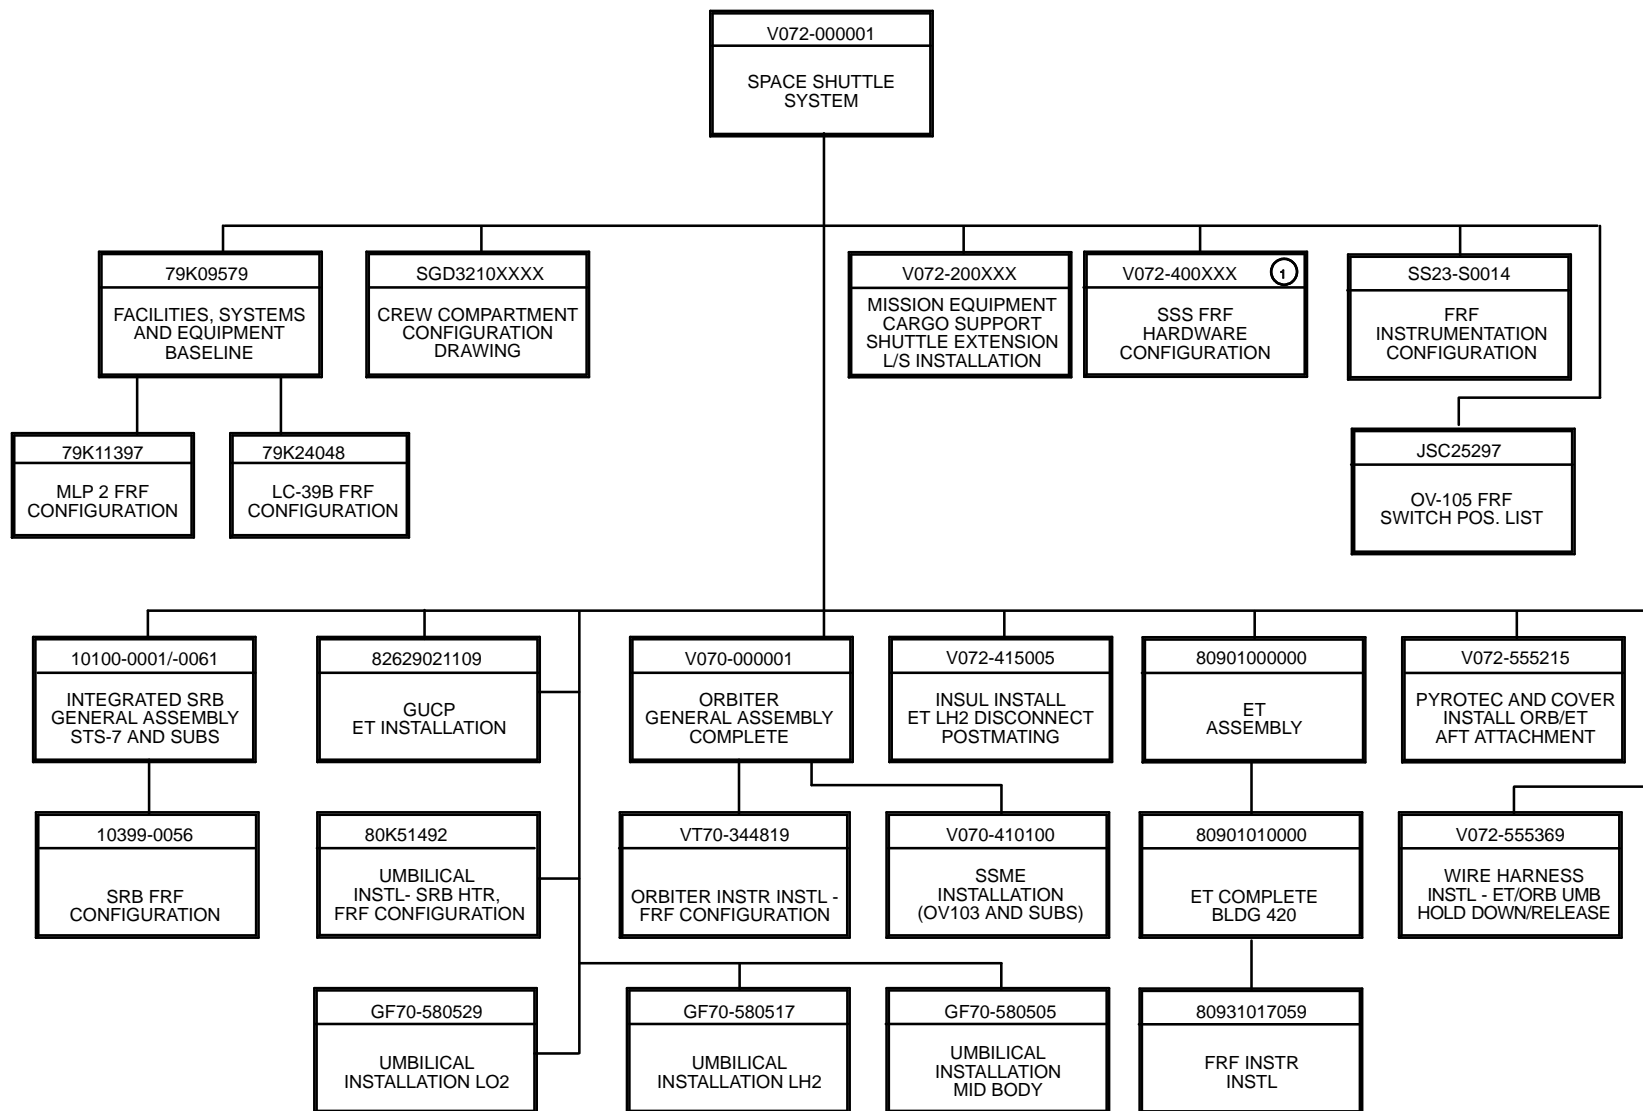 V072-000001
SPACE SHUTTLE
SYSTEM
79K09579
FACILITIES, SYSTEMS
AND EQUIPMENT
BASELINE
SGD3210XXXX
CREW COMPARTMENT
CONFIGURATION
DRAWING
V072-200XXX
MISSION EQUIPMENT
CARGO SUPPORT
SHUTTLE EXTENSION
L/S INSTALLATION
V072-400XXX 1
SSS FRF
HARDWARE
CONFIGURATION
SS23-S0014
FRF
INSTRUMENTATION
CONFIGURATION
79K11397
MLP 2 FRF
CONFIGURATION
79K24048
LC-39B FRF
CONFIGURATION
JSC25297
OV-105 FRF
SWITCH POS. LIST
10100-0001/-0061
INTEGRATED SRB
GENERAL ASSEMBLY
STS-7 AND SUBS
82629021109
GUCP
ET INSTALLATION
V070-000001
ORBITER
GENERAL ASSEMBLY
COMPLETE
V072-415005
INSUL INSTALL
ET LH2 DISCONNECT
POSTMATING
80901000000
ET
ASSEMBLY
V072-555215
PYROTEC AND COVER
INSTALL ORB/ET
AFT ATTACHMENT
10399-0056
SRB FRF
CONFIGURATION
80K51492
UMBILICAL
INSTL- SRB HTR,
FRF CONFIGURATION
VT70-344819
ORBITER INSTR INSTL -
FRF CONFIGURATION
V070-410100
SSME
INSTALLATION
(OV103 AND SUBS)
80901010000
ET COMPLETE
BLDG 420
V072-555369
WIRE HARNESS
INSTL - ET/ORB UMB
HOLD DOWN/RELEASE
GF70-580529
UMBILICAL
INSTALLATION LO2
GF70-580517
UMBILICAL
INSTALLATION LH2
GF70-580505
UMBILICAL
INSTALLATION
MID BODY
80931017059
FRF INSTR
INSTL